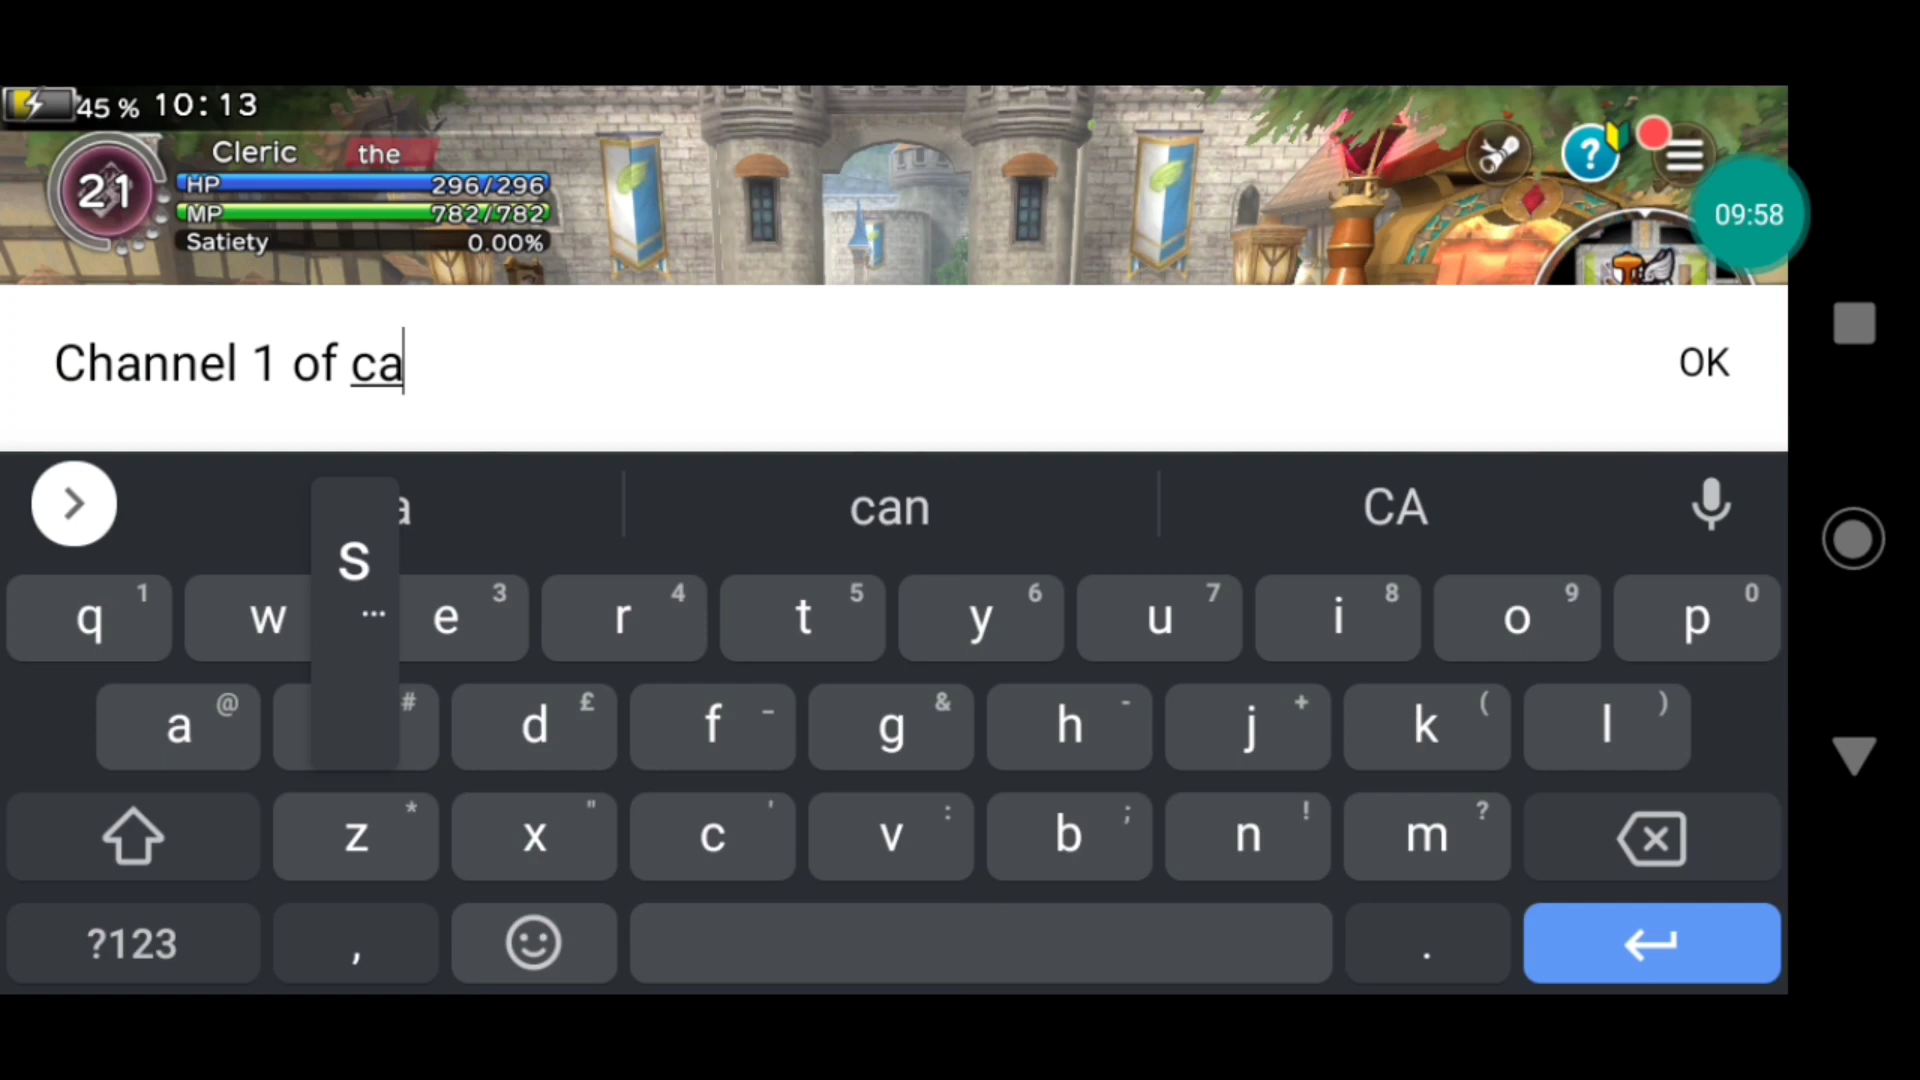 45 % 10:13
Cleric the
21
HP 296/296
MP 782/782
Satiety 0.00%
?
09:58
Channel 1 of ca
OK
a can CA
s
...
q 1 w e 3 r 4 t 5 y 6 u 7 i 8 o 9 p 0
a @ # d £ f _ g & h - j + k ( l )
z * x " c ' v : b ; n ! m ?
?123 , .